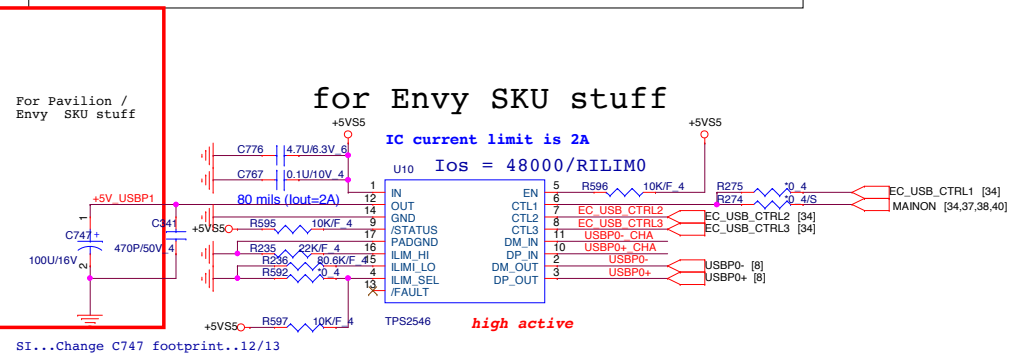 For Pavilion /
Envy SKU stuff
for Envy SKU stuff
+5VS5
+5VS5
IC current limit is 2A
C776 4.7U/6.3V_6
U10 Ios = 48000/RILIM0
C767 0.1U/10V_4
+5V_USBP1
80 mils (Iout=2A)
1 IN
12 OUT
14 GND
9 /STATUS
17 PADGND
16 ILIM_HI
15 ILIMI_LO
4 ILIM_SEL
13 /FAULT
EN 5
CTL1 6
CTL2 7
CTL3 8
DM_IN 11
DP_IN 10
DM_OUT 2
DP_OUT 3
R596 10K/F_4
R275 *0_4 EC_USB_CTRL1 [34]
R274 *0_4/S MAINON [34,37,38,40]
EC_USB_CTRL2 EC_USB_CTRL2 [34]
EC_USB_CTRL3 EC_USB_CTRL3 [34]
USBP0-_CHA
USBP0+_CHA
USBP0- USBP0- [8]
USBP0+ USBP0+ [8]
1
C747 +
2
100U/16V
C341
470P/50V_4
+5VS5 R595 10K/F_4
R235 22K/F_4
R236 80.6K/F_4
R592 *0_4
+5VS5 R597 10K/F_4
TPS2546
high active
SI...Change C747 footprint..12/13